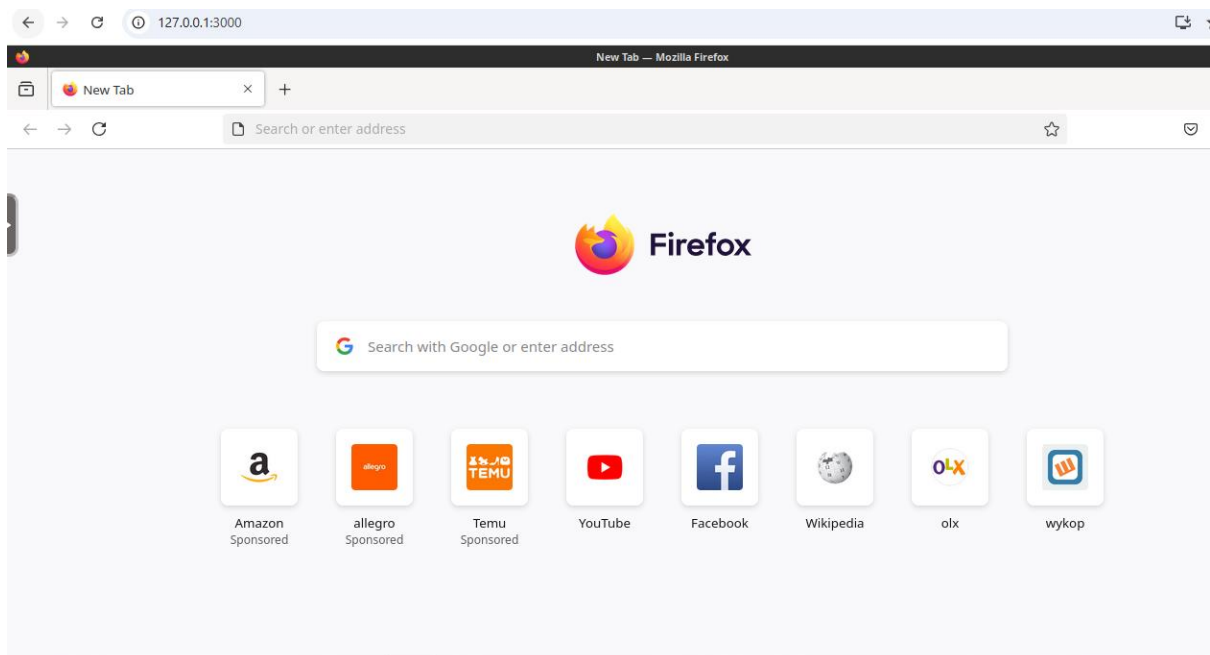 127.0.0.1:3000
New Tab — Mozilla Firefox
New Tab
Search or enter address
Firefox
Search with Google or enter address
a allegro TEMU f OLX
Amazon allegro Temu YouTube Facebook Wikipedia olx wykop
Sponsored Sponsored Sponsored